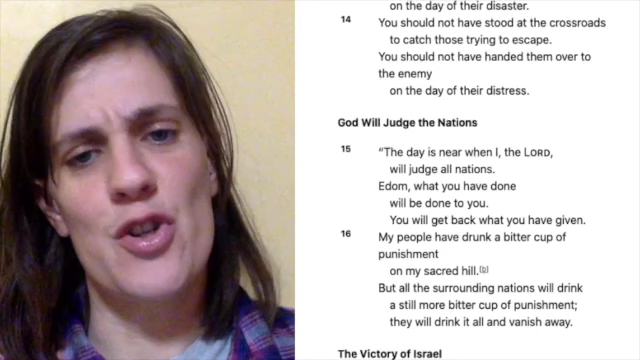 on the day of their disaster.
14 You should not have stood at the crossroads
to catch those trying to escape.
You should not have handed them over to
the enemy
on the day of their distress.
God Will Judge the Nations
15 “The day is near when I, the LORD,
will judge all nations.
Edom, what you have done
will be done to you.
You will get back what you have given.
16 My people have drunk a bitter cup of
punishment
on my sacred hill.[b]
But all the surrounding nations will drink
a still more bitter cup of punishment;
they will drink it all and vanish away.
The Victory of Israel